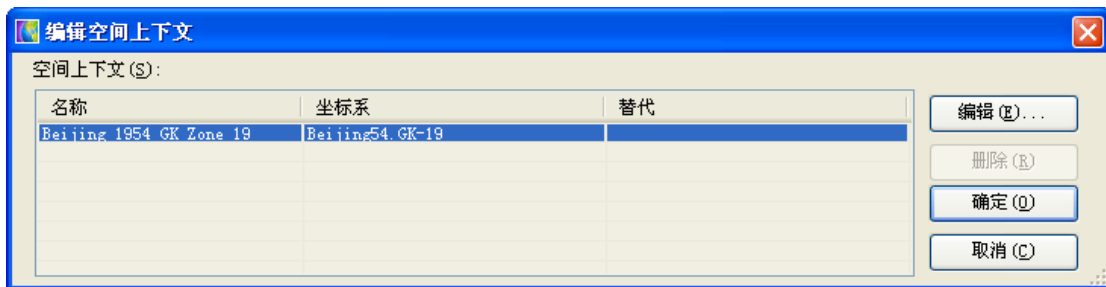 编辑空间上下文
空间上下文(S):
名称 坐标系 替代
Beijing 1954 GK Zone 19 Beijing54.GK-19
编辑(E)...
删除(R)
确定(O)
取消(C)